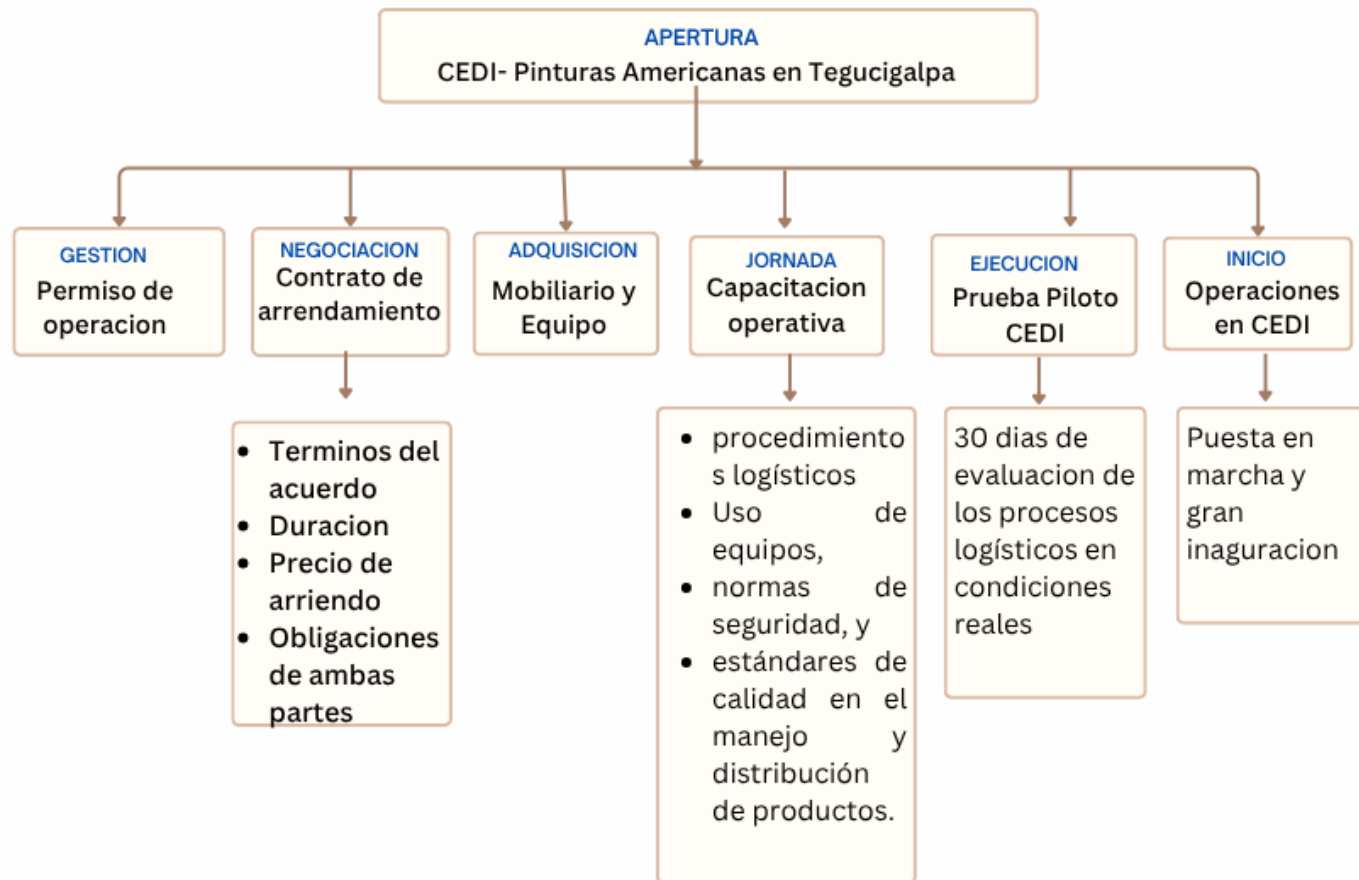 APERTURA
CEDI- Pinturas Americanas en Tegucigalpa
GESTION
Permiso de
operacion
NEGOCIACION
Contrato de
arrendamiento
ADQUISICION
Mobiliario y
Equipo
JORNADA
Capacitacion
operativa
EJECUCION
Prueba Piloto
CEDI
INICIO
Operaciones
en CEDI
• Terminos del
acuerdo
• Duracion
• Precio de
arriendo
• Obligaciones
de ambas
partes
• procedimiento
s logísticos
• Uso de
equipos,
• normas de
seguridad, y
• estándares de
calidad en el
manejo y
distribución
de productos.
30 dias de
evaluacion de
los procesos
logísticos en
condiciones
reales
Puesta en
marcha y
gran
inaguracion